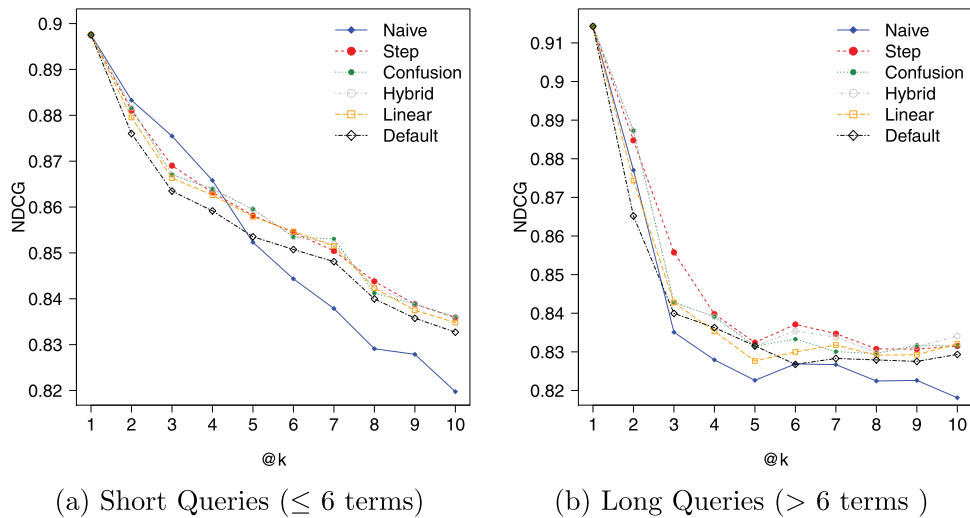 0.9
0.89
0.88
0.87
0.86
0.85
0.84
0.83
0.82
NDCG
1 2 3 4 5 6 7 8 9 10
@k
Naive
Step
Confusion
Hybrid
Linear
Default
(a) Short Queries (≤ 6 terms)
0.91
0.9
0.89
0.88
0.87
0.86
0.85
0.84
0.83
0.82
NDCG
1 2 3 4 5 6 7 8 9 10
@k
Naive
Step
Confusion
Hybrid
Linear
Default
(b) Long Queries (> 6 terms )